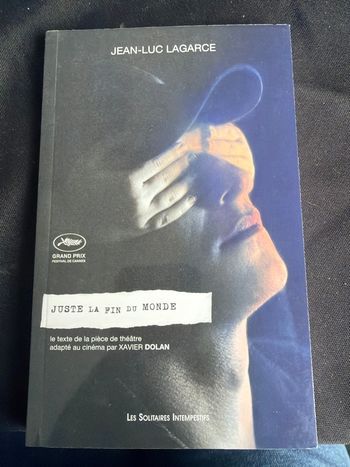 JEAN-LUC LAGARCE
GRAND PRIX
FESTIVAL DE CANNES
JUSTE LA FIN DU MONDE
le texte de la pièce de théâtre
adapté au cinéma par XAVIER DOLAN
LES SOLITAIRES INTEMPESTIFS